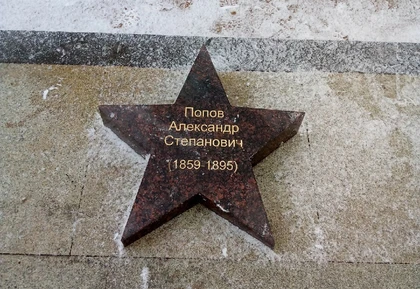 Попов
Александр
Степанович
(1859-1895)